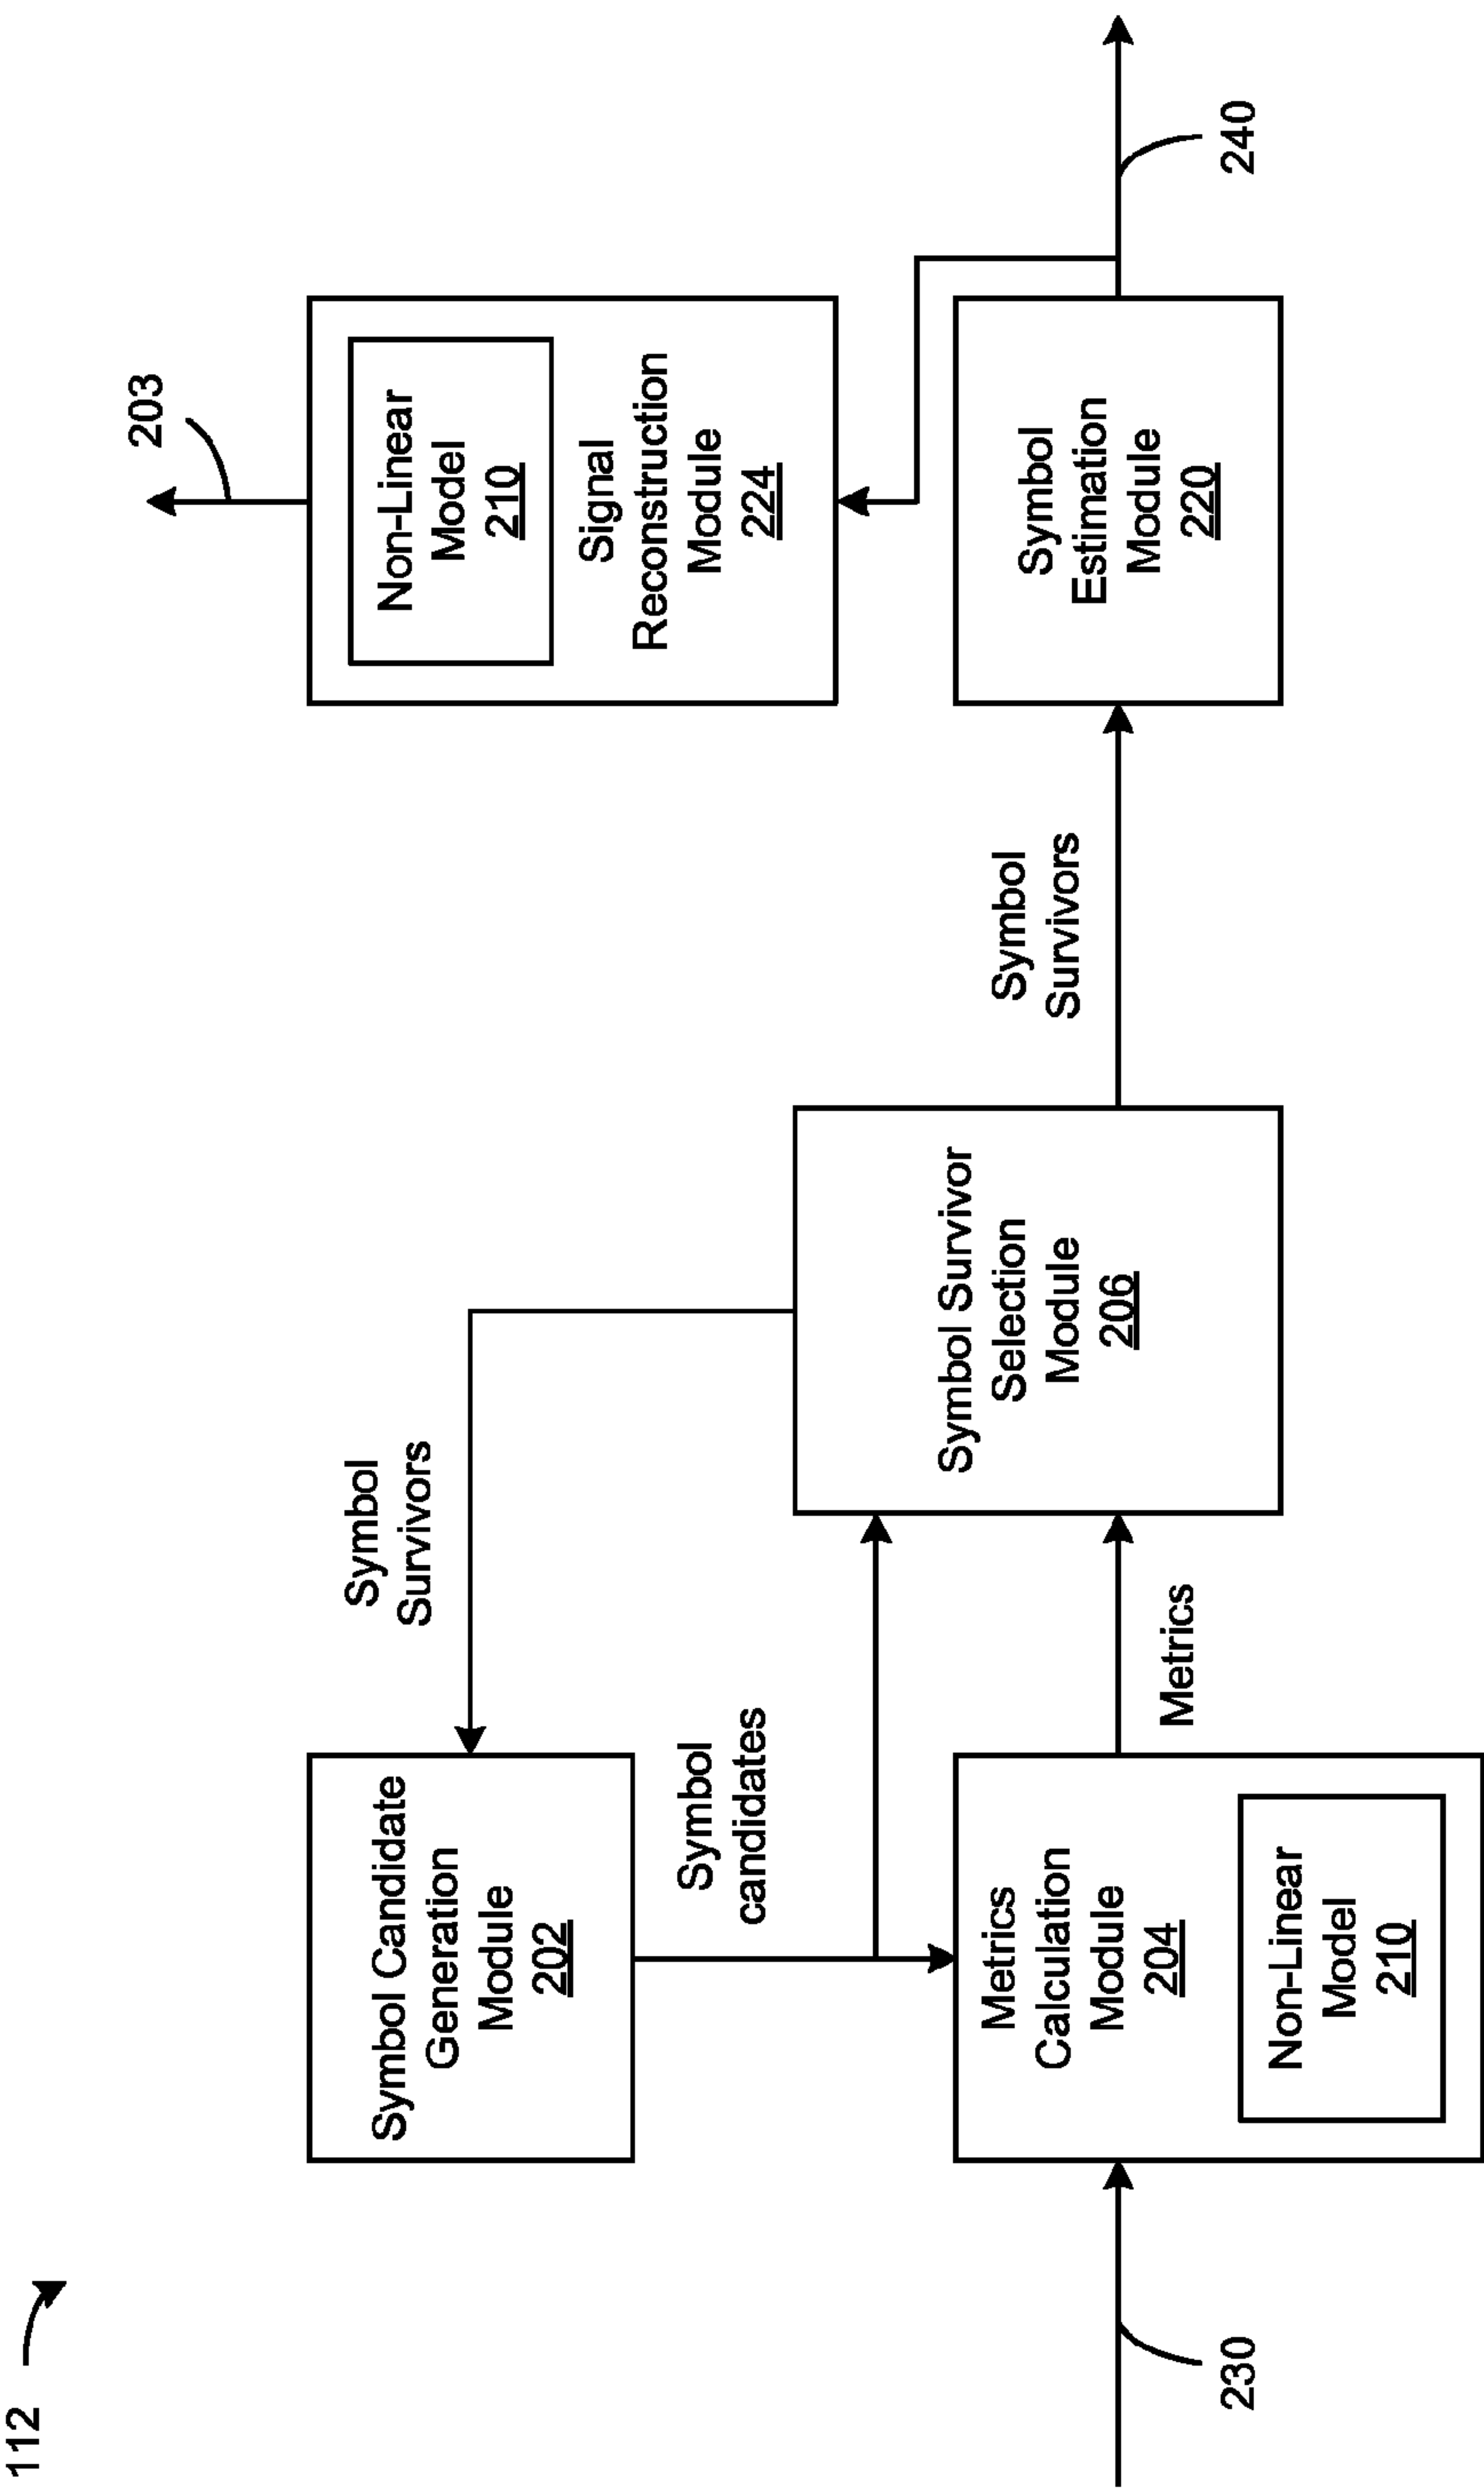 112
Symbol Candidate
Generation
Module
202
Symbol
Survivors
Symbol
candidates
Metrics
Calculation
Module
204
Non-Linear
Model
210
230
Metrics
Symbol Survivor
Selection
Module
206
Symbol
Survivors
203
Non-Linear
Model
210
Signal
Reconstruction
Module
224
Symbol
Estimation
Module
220
240